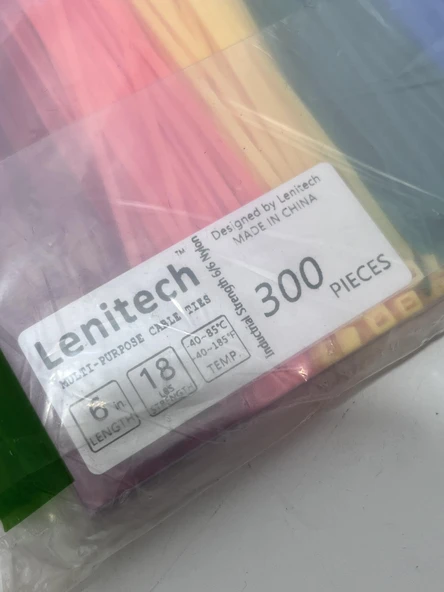 Lenitech™
MULTI-PURPOSE CABLE TIES
6 in
LENGTH
18
LBS
STRENGTH
-40~85°C
-40~185°F
TEMP.
Industrial Strength 6/6 Nylon
Designed by Lenitech
MADE IN CHINA
300 PIECES